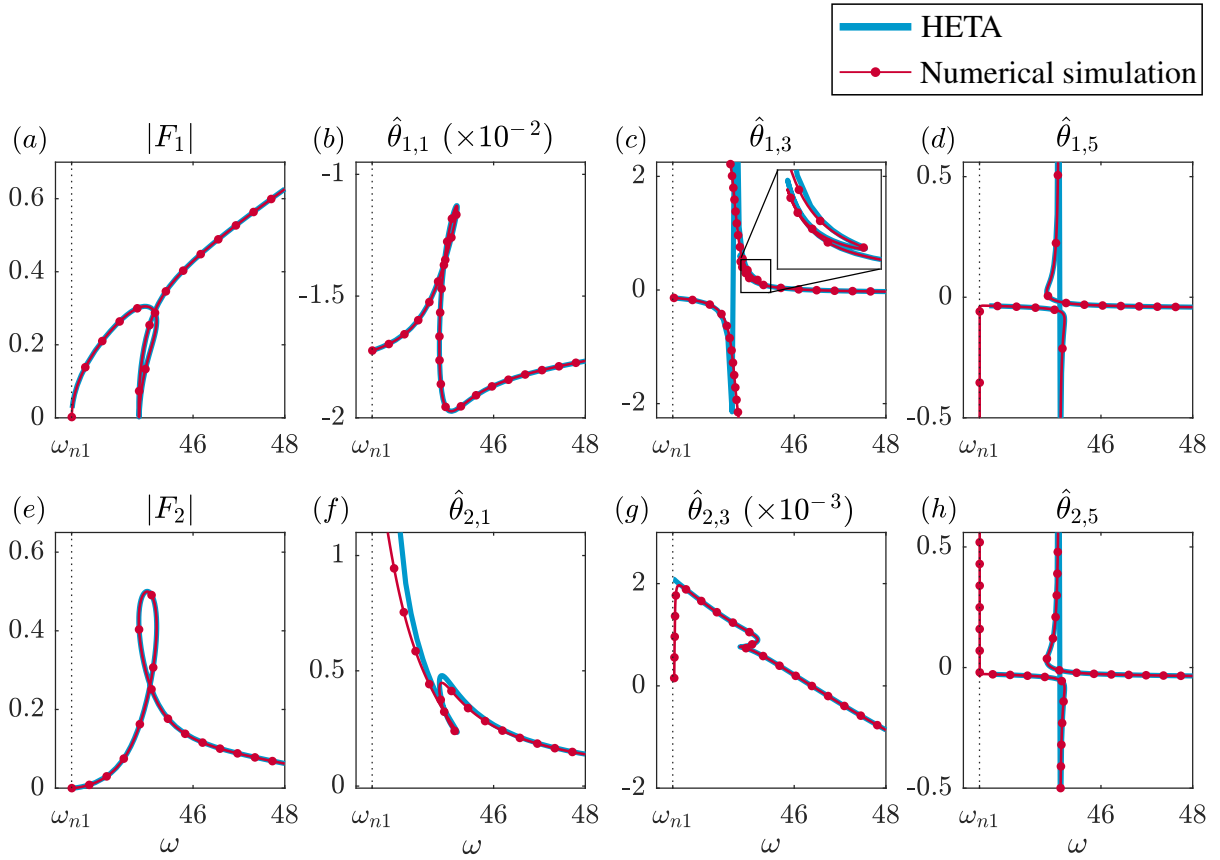 HETA
Numerical simulation
(a) |F₁|
0.6
0.4
0.2
0
ωₙ₁ 46 48
(b) θ̂₁,₁ (×10⁻²)
-1
-1.5
-2
ωₙ₁ 46 48
(c) θ̂₁,₃
2
0
-2
ωₙ₁ 46 48
(d) θ̂₁,₅
0.5
0
-0.5
ωₙ₁ 46 48
(e) |F₂|
0.6
0.4
0.2
0
ωₙ₁ 46 48
ω
(f) θ̂₂,₁
1
0.5
0
ωₙ₁ 46 48
ω
(g) θ̂₂,₃ (×10⁻³)
2
0
-2
ωₙ₁ 46 48
ω
(h) θ̂₂,₅
0.5
0
-0.5
ωₙ₁ 46 48
ω